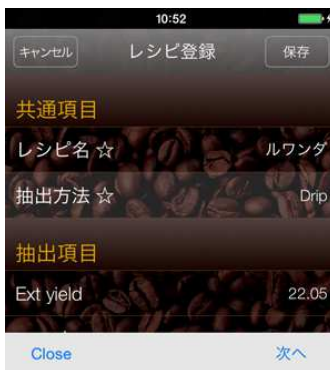 10:52
キャンセル レシピ登録 保存
共通項目
レシピ名 ☆ ルワンダ
抽出方法 ☆ Drip
抽出項目
Ext yield 22.05
Close 次へ